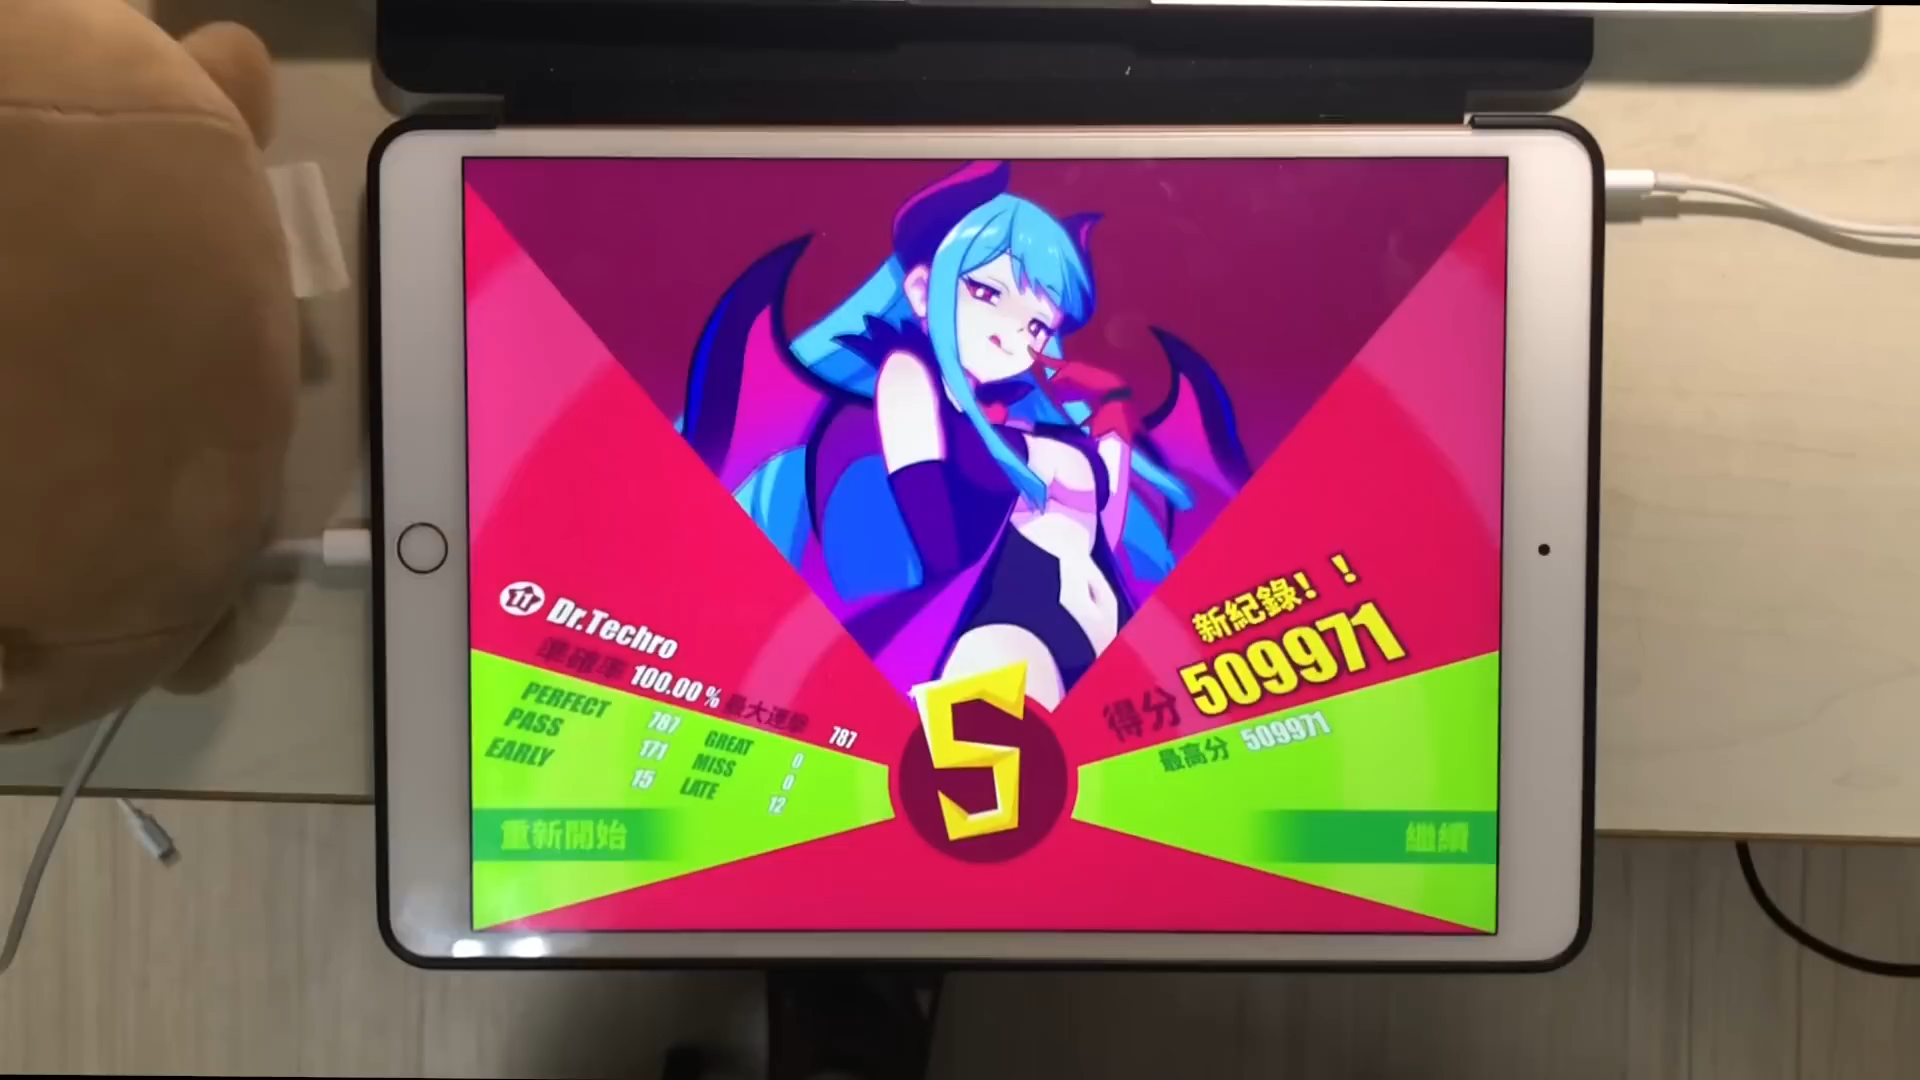 11 Dr.Techro
準確率 100.00% 最大連擊 787
PERFECT 787 GREAT 0
PASS 171 MISS 0
EARLY 15 LATE 12
重新開始
S
新紀錄！！
得分 509971
最高分 509971
繼續